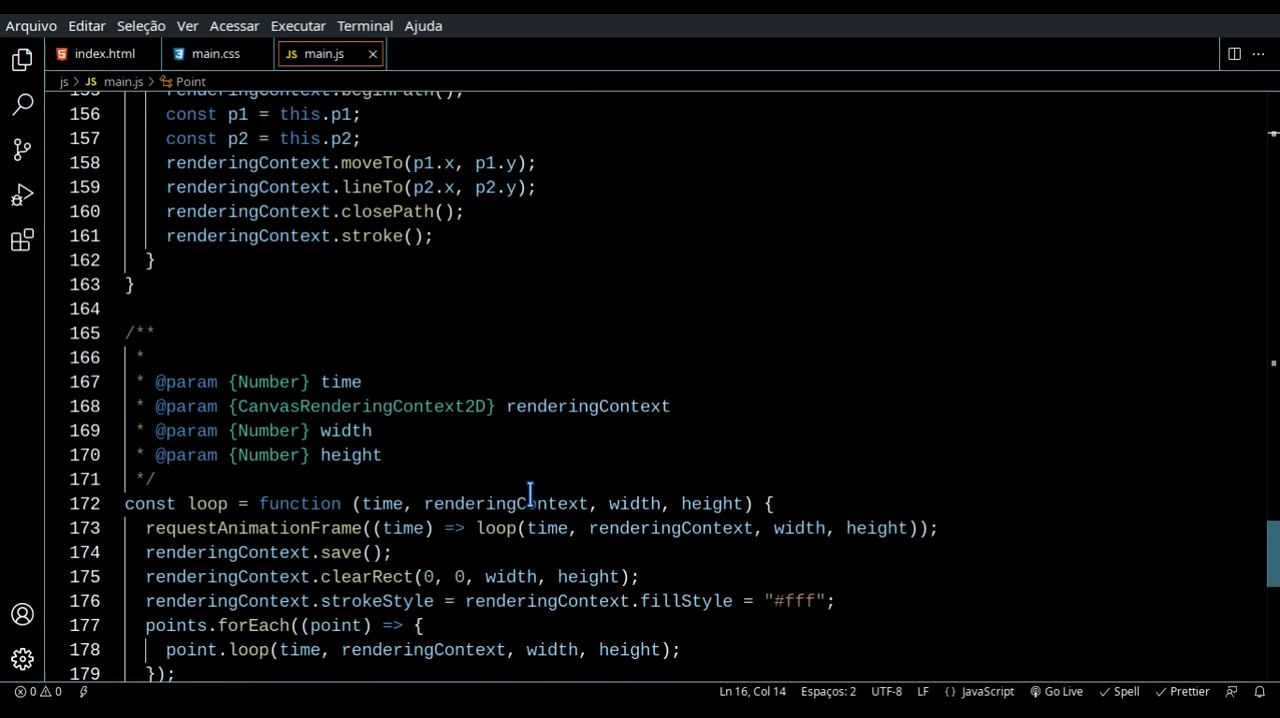 Arquivo Editar Seleção Ver Acessar Executar Terminal Ajuda
index.html main.css JS main.js
js > JS main.js > Point
155 renderingContext.beginPath();
156 const p1 = this.p1;
157 const p2 = this.p2;
158 renderingContext.moveTo(p1.x, p1.y);
159 renderingContext.lineTo(p2.x, p2.y);
160 renderingContext.closePath();
161 renderingContext.stroke();
162 }
163 }
164
165 /**
166 *
167 * @param {Number} time
168 * @param {CanvasRenderingContext2D} renderingContext
169 * @param {Number} width
170 * @param {Number} height
171 */
172 const loop = function (time, renderingContext, width, height) {
173 requestAnimationFrame((time) => loop(time, renderingContext, width, height));
174 renderingContext.save();
175 renderingContext.clearRect(0, 0, width, height);
176 renderingContext.strokeStyle = renderingContext.fillStyle = "#fff";
177 points.forEach((point) => {
178 point.loop(time, renderingContext, width, height);
179 });
0 0 Ln 16, Col 14 Espaços: 2 UTF-8 LF {} JavaScript Go Live Spell Prettier